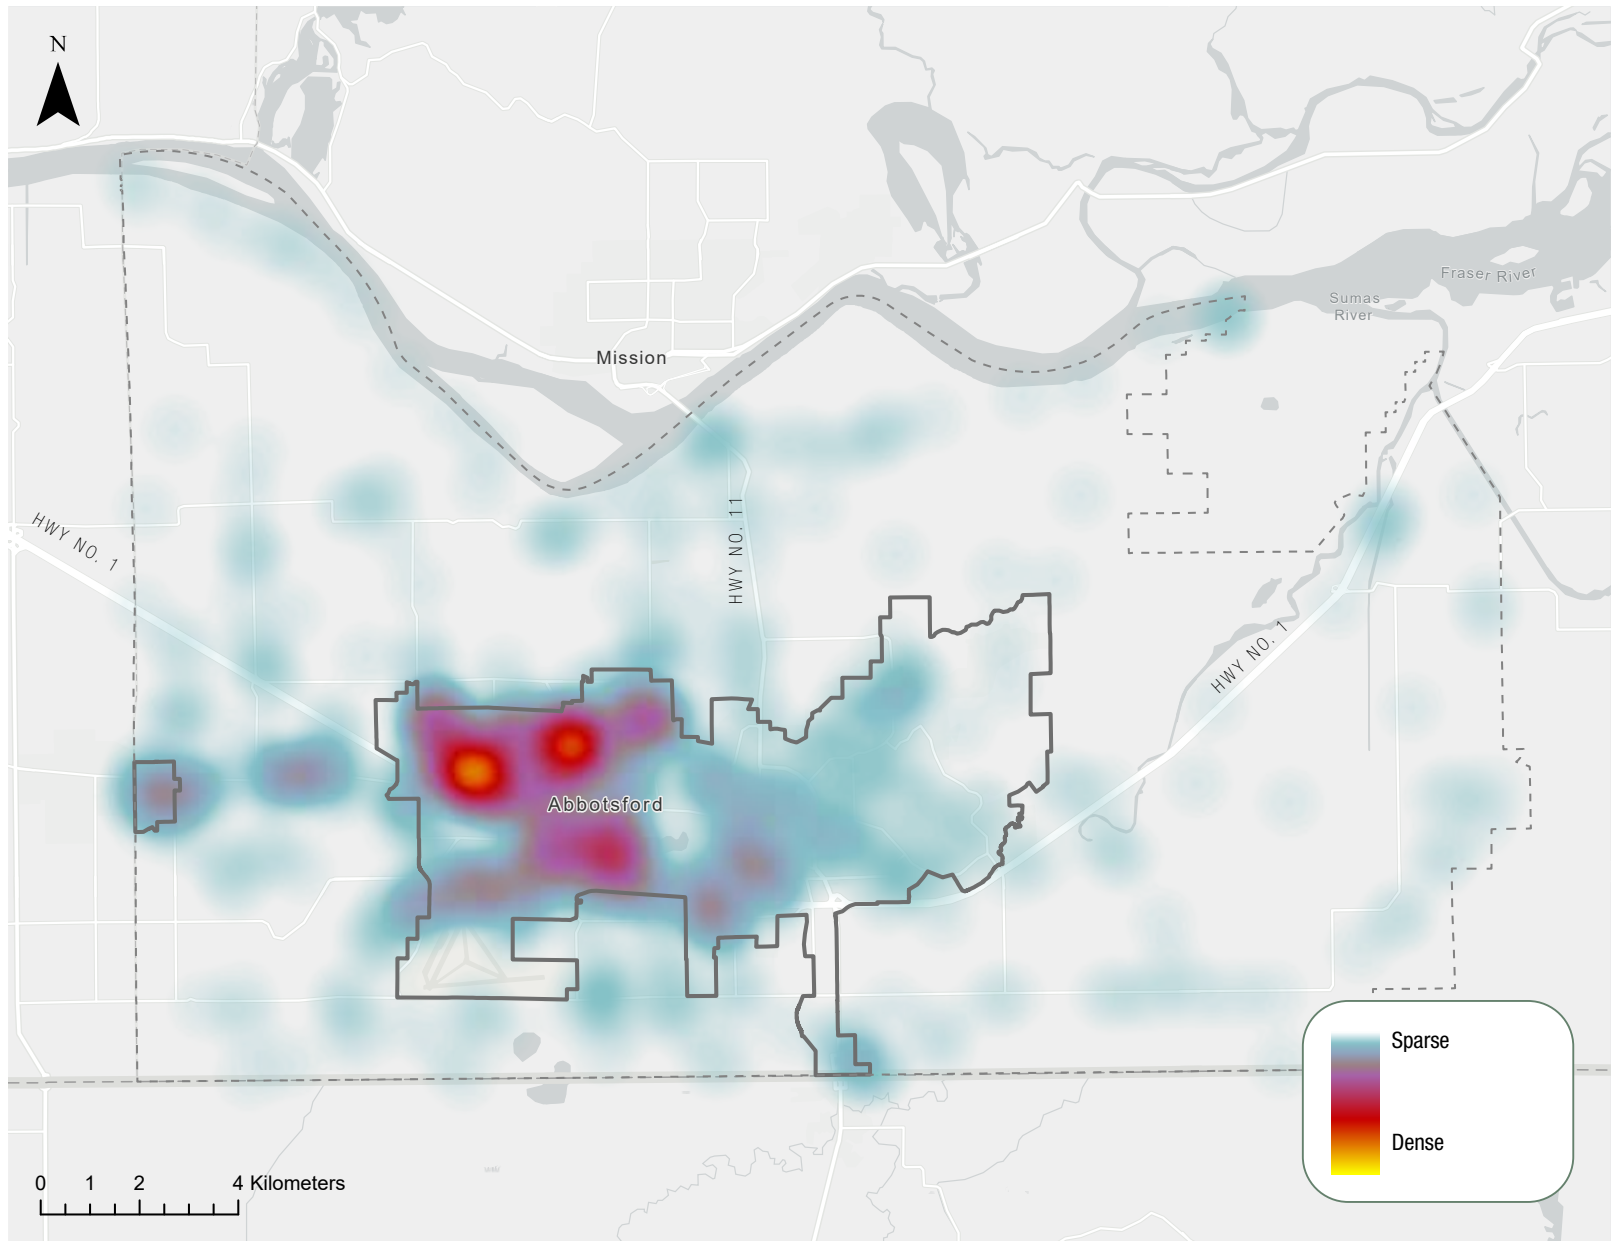 N
Fraser River
Sumas
River
Mission
HWY NO. 11
HWY NO. 1
HWY NO. 1
Abbotsford
Sparse
Dense
0 1 2 4 Kilometers